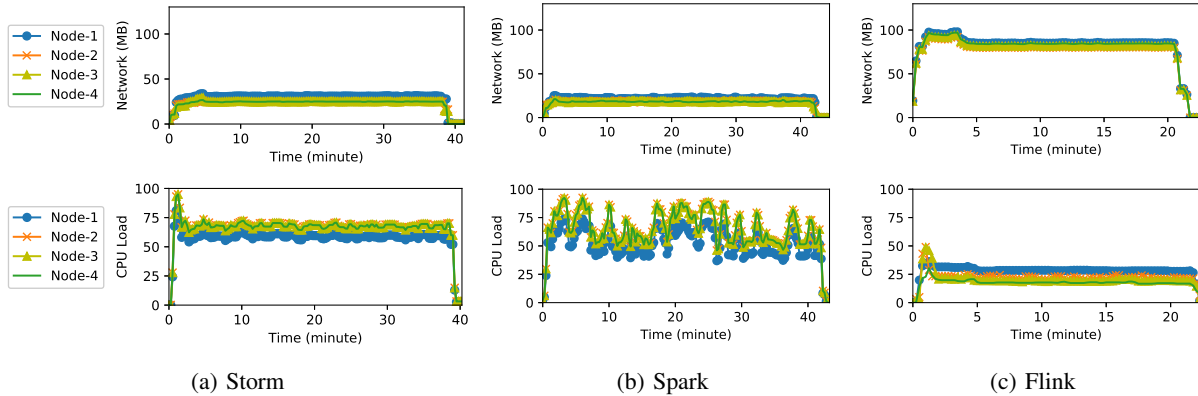 Node-1
Node-2
Node-3
Node-4
Network (MB)
100
50
0
0 10 20 30 40
Time (minute)
Network (MB)
100
50
0
0 10 20 30 40
Time (minute)
Network (MB)
100
50
0
0 5 10 15 20
Time (minute)
Node-1
Node-2
Node-3
Node-4
CPU Load
100
75
50
25
0
0 10 20 30 40
Time (minute)
CPU Load
100
75
50
25
0
0 10 20 30 40
Time (minute)
CPU Load
100
75
50
25
0
0 5 10 15 20
Time (minute)
(a) Storm
(b) Spark
(c) Flink